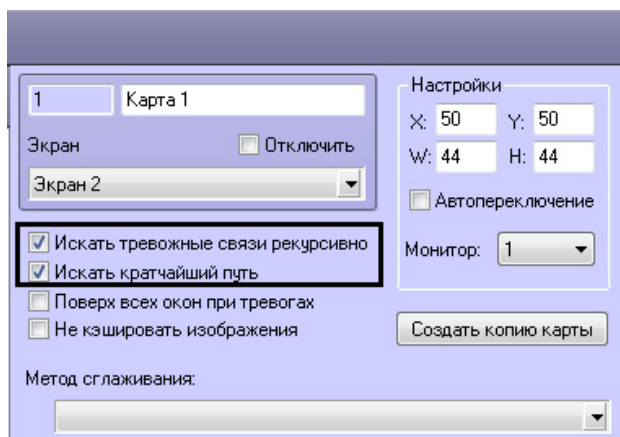 1 Карта 1
Экран Отключить
Экран 2
Искать тревожные связи рекурсивно
Искать кратчайший путь
Поверх всех окон при тревогах
Не кэшировать изображения
Метод сглаживания:
Настройки
X: 50 Y: 50
W: 44 H: 44
Автопереключение
Монитор: 1
Создать копию карты